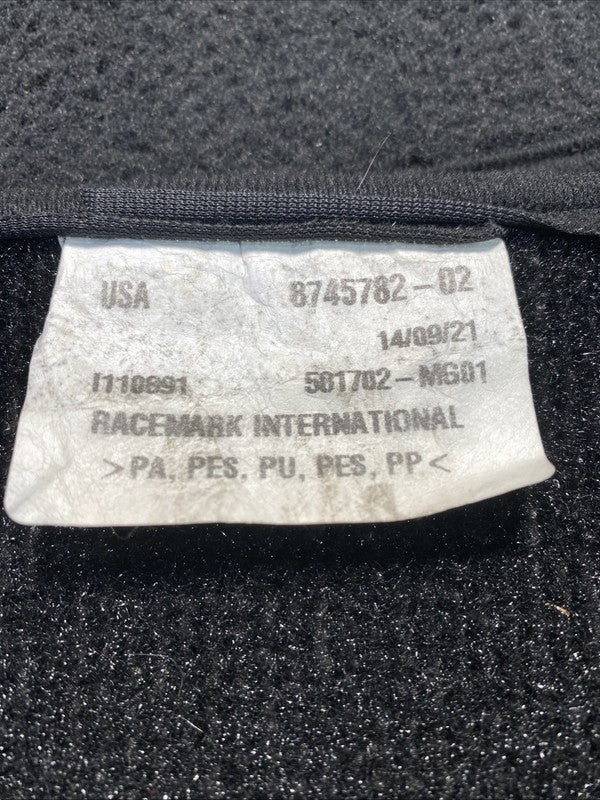 USA 8745782-02
14/09/21
I110891 501702-MG01
RACEMARK INTERNATIONAL
>PA, PES, PU, PES, PP<